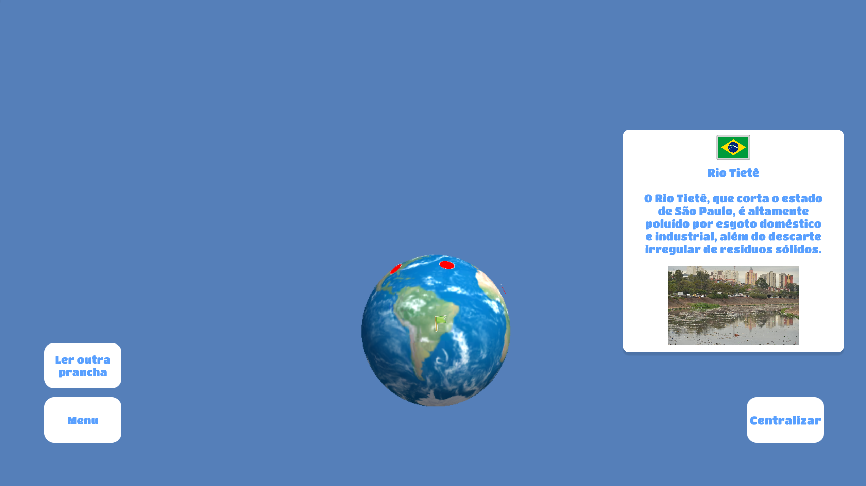 Rio Tietê
O Rio Tietê, que corta o estado
de São Paulo, é altamente
poluído por esgoto doméstico
e industrial, além do descarte
irregular de resíduos sólidos.
Ler outra
prancha
Menu
Centralizar